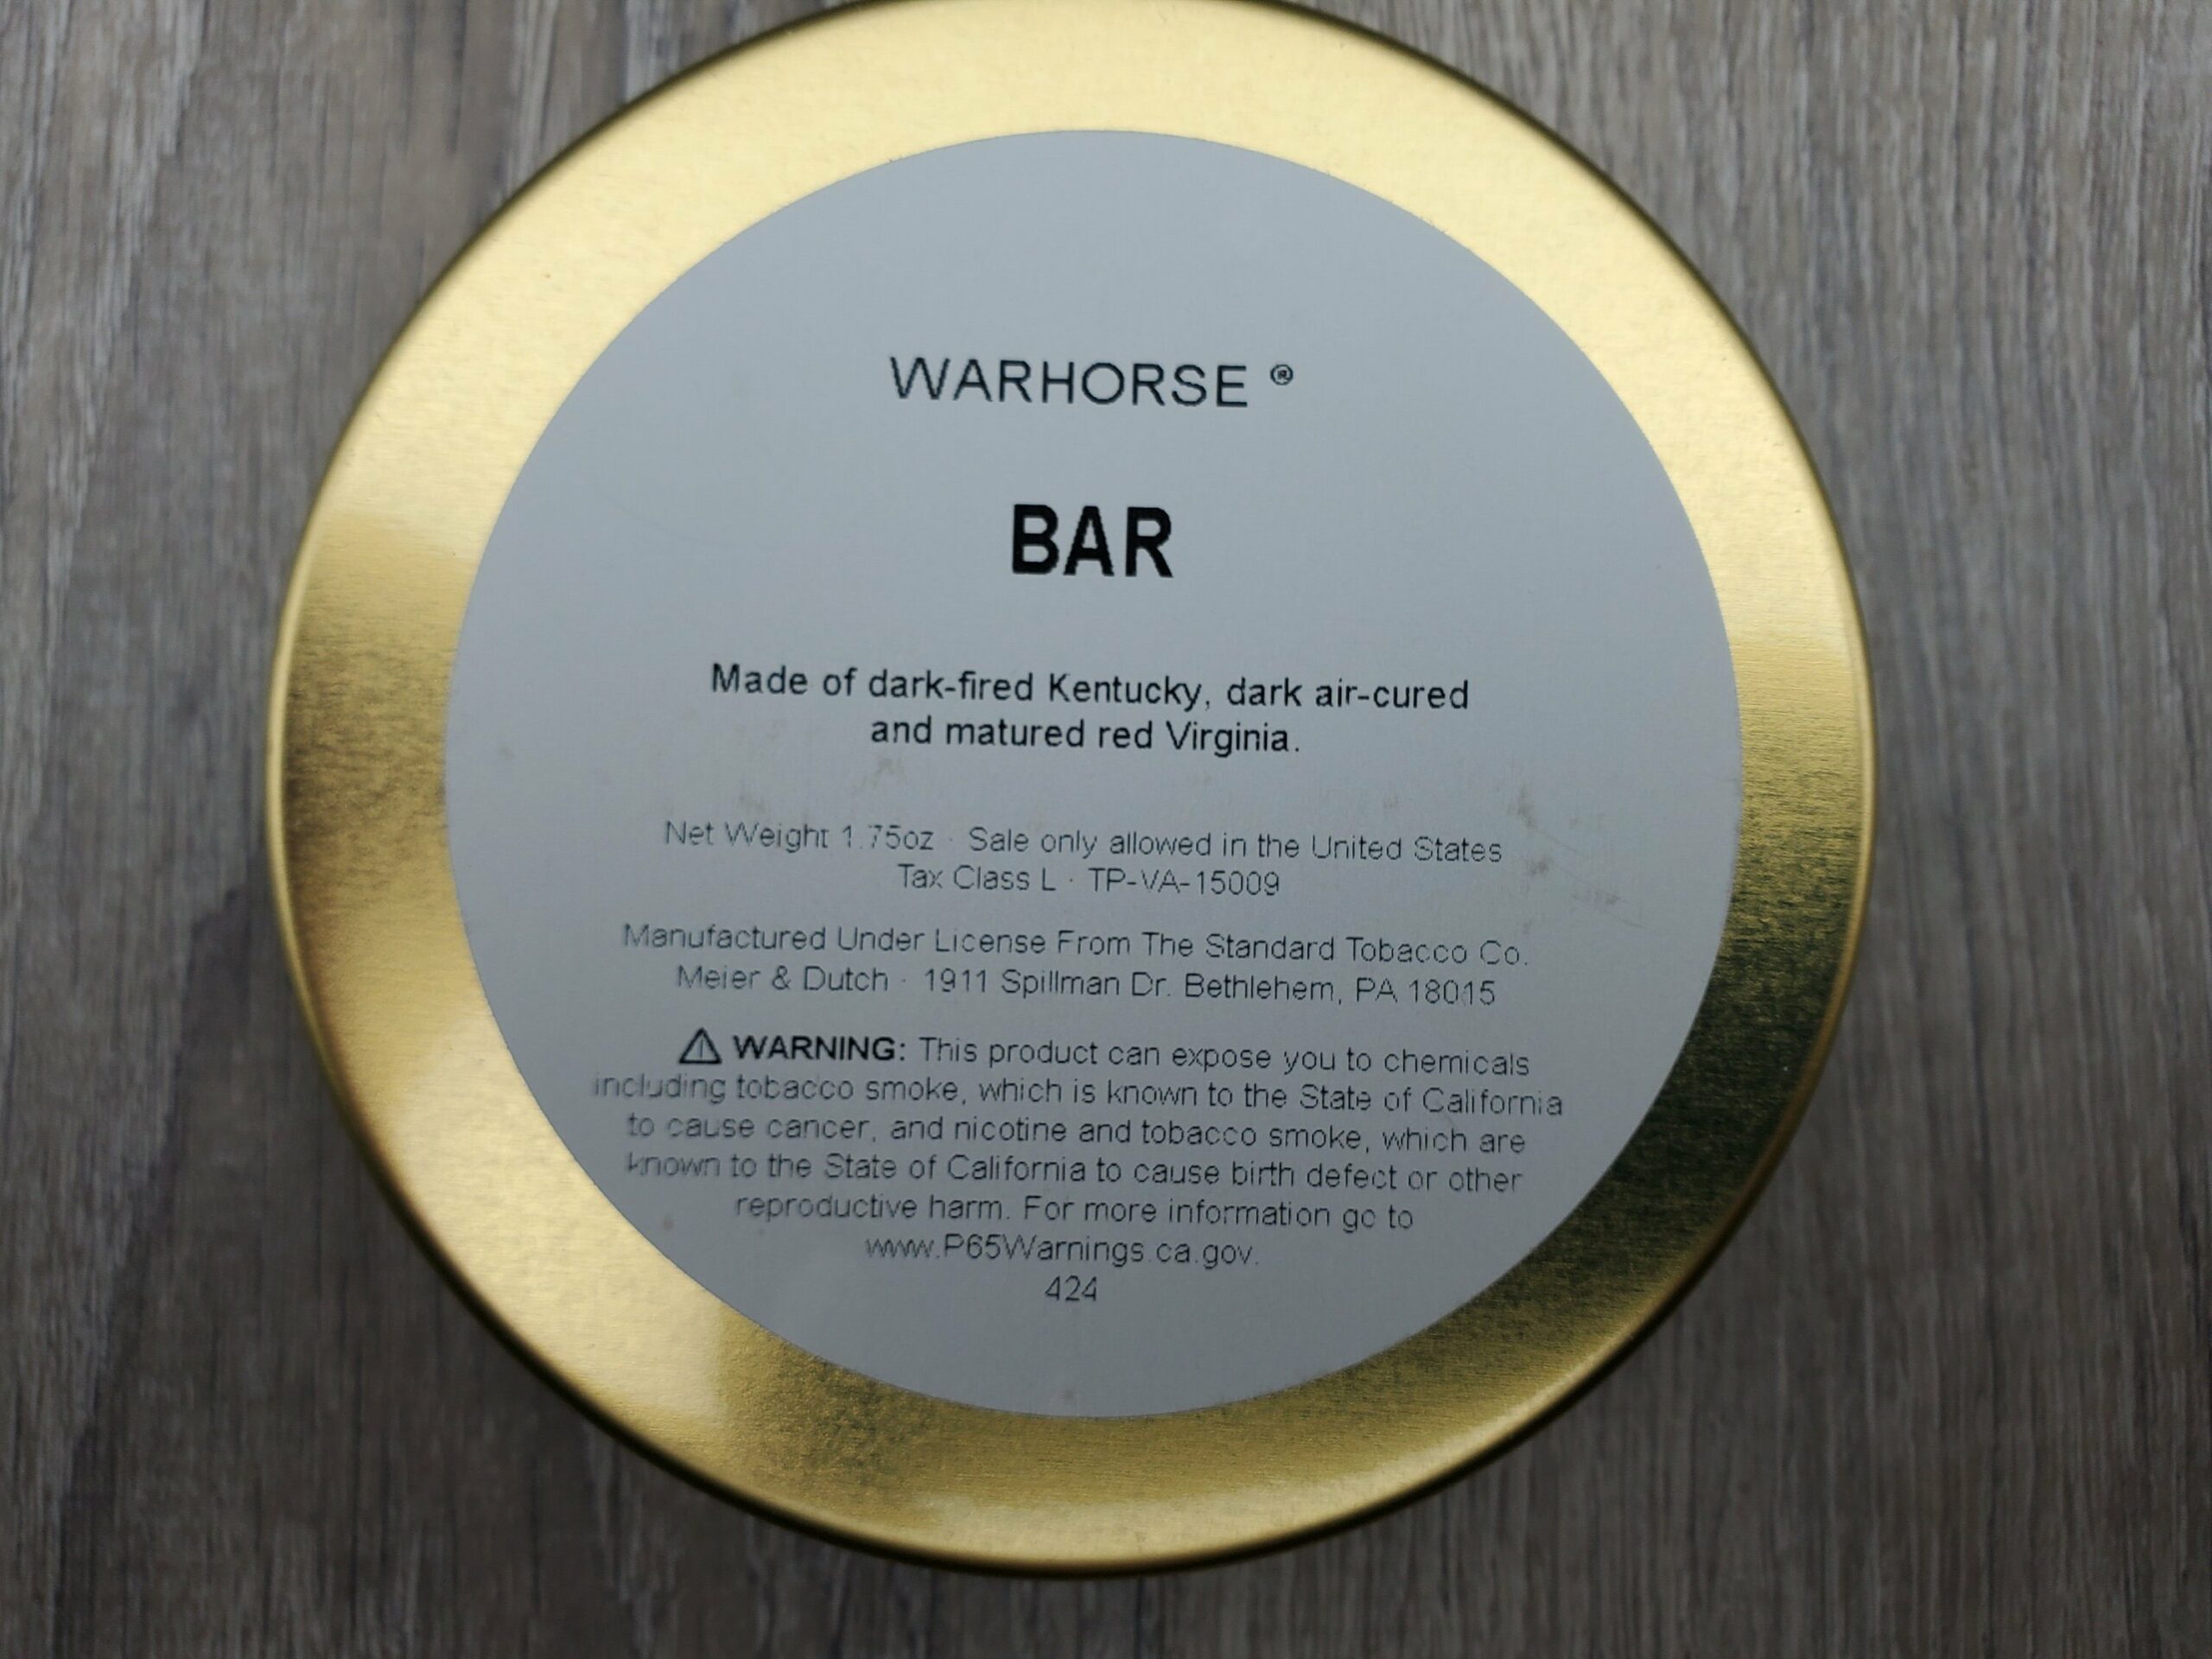 WARHORSE ®
BAR
Made of dark-fired Kentucky, dark air-cured
and matured red Virginia.
Net Weight 1.75oz · Sale only allowed in the United States
Tax Class L · TP-VA-15009
Manufactured Under License From The Standard Tobacco Co.
Meier & Dutch · 1911 Spillman Dr. Bethlehem, PA 18015
⚠ WARNING: This product can expose you to chemicals
including tobacco smoke, which is known to the State of California
to cause cancer, and nicotine and tobacco smoke, which are
known to the State of California to cause birth defect or other
reproductive harm. For more information go to
www.P65Warnings.ca.gov.
424